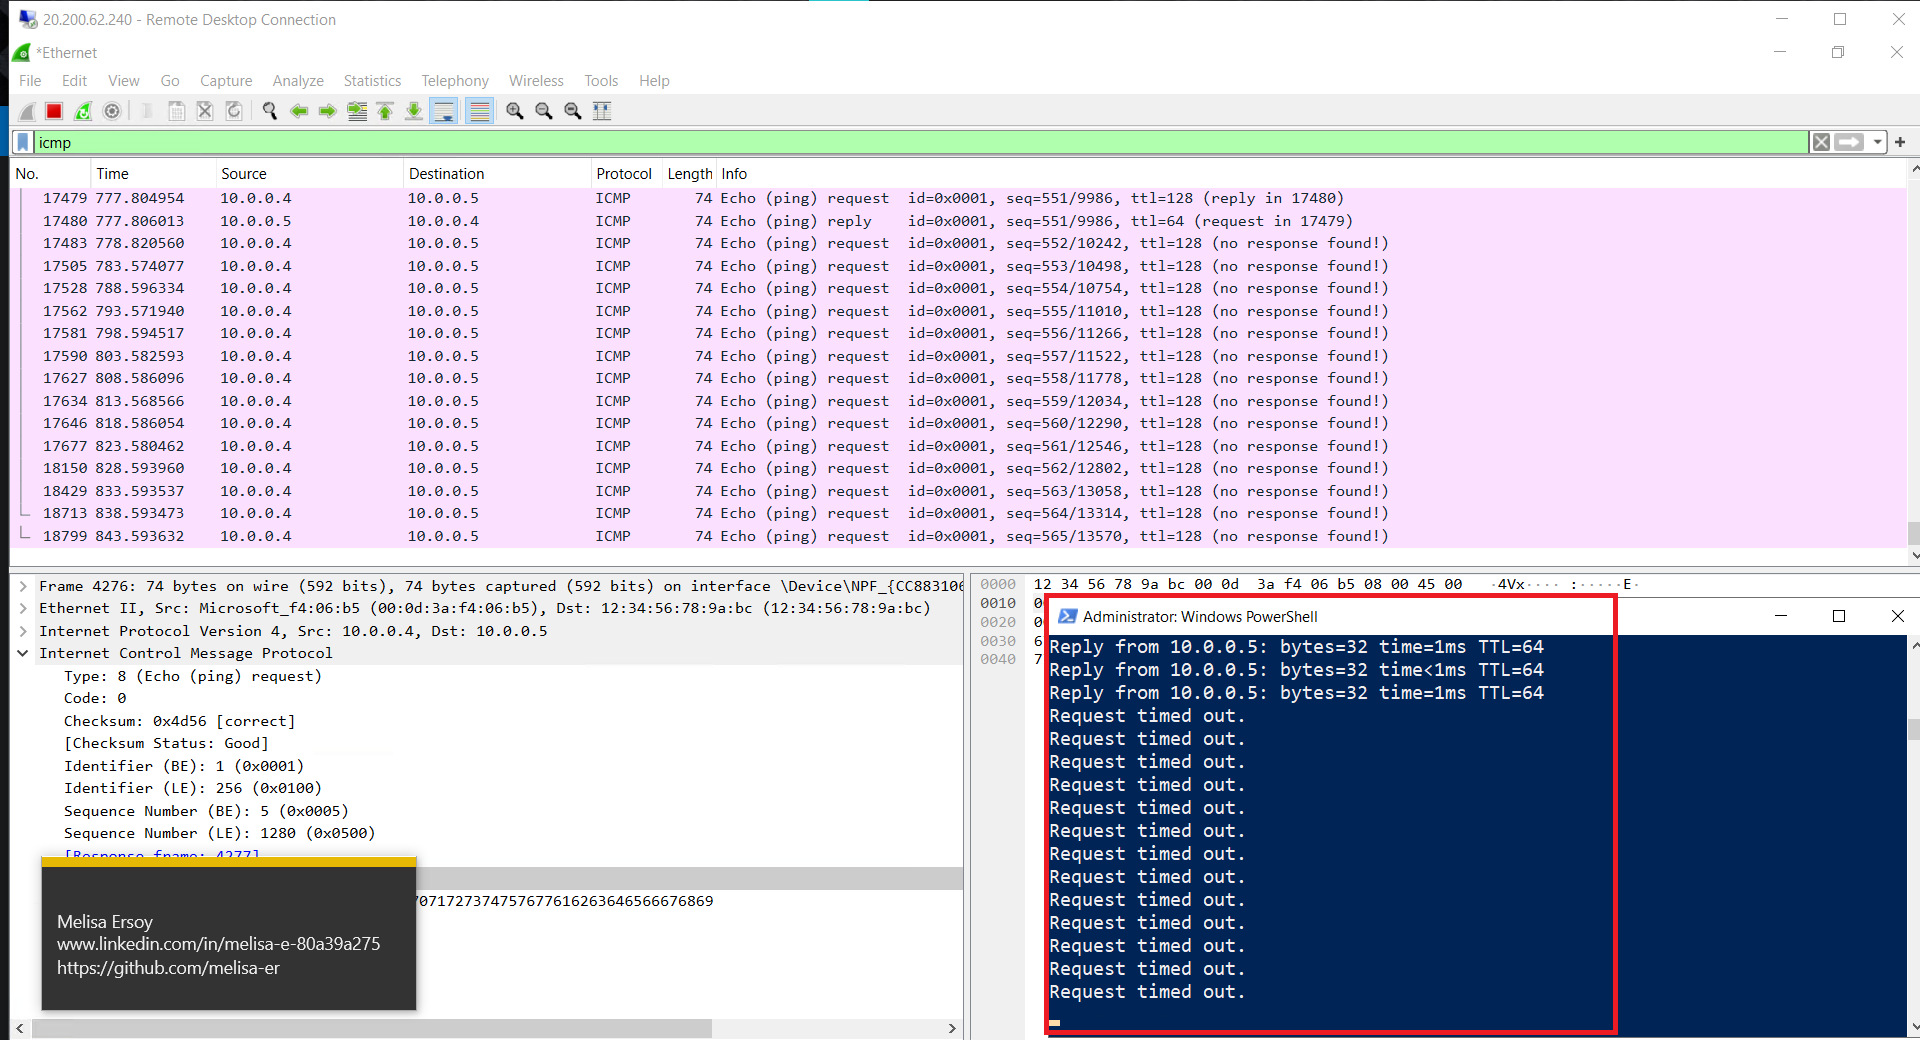 20.200.62.240 - Remote Desktop Connection
*Ethernet
File Edit View Go Capture Analyze Statistics Telephony Wireless Tools Help
icmp
No. Time Source Destination Protocol Length Info
17479 777.804954 10.0.0.4 10.0.0.5 ICMP 74 Echo (ping) request id=0x0001, seq=551/9986, ttl=128 (reply in 17480)
17480 777.806013 10.0.0.5 10.0.0.4 ICMP 74 Echo (ping) reply id=0x0001, seq=551/9986, ttl=64 (request in 17479)
17483 778.820560 10.0.0.4 10.0.0.5 ICMP 74 Echo (ping) request id=0x0001, seq=552/10242, ttl=128 (no response found!)
17505 783.574077 10.0.0.4 10.0.0.5 ICMP 74 Echo (ping) request id=0x0001, seq=553/10498, ttl=128 (no response found!)
17528 788.596334 10.0.0.4 10.0.0.5 ICMP 74 Echo (ping) request id=0x0001, seq=554/10754, ttl=128 (no response found!)
17562 793.571940 10.0.0.4 10.0.0.5 ICMP 74 Echo (ping) request id=0x0001, seq=555/11010, ttl=128 (no response found!)
17581 798.594517 10.0.0.4 10.0.0.5 ICMP 74 Echo (ping) request id=0x0001, seq=556/11266, ttl=128 (no response found!)
17590 803.582593 10.0.0.4 10.0.0.5 ICMP 74 Echo (ping) request id=0x0001, seq=557/11522, ttl=128 (no response found!)
17627 808.586096 10.0.0.4 10.0.0.5 ICMP 74 Echo (ping) request id=0x0001, seq=558/11778, ttl=128 (no response found!)
17634 813.568566 10.0.0.4 10.0.0.5 ICMP 74 Echo (ping) request id=0x0001, seq=559/12034, ttl=128 (no response found!)
17646 818.586054 10.0.0.4 10.0.0.5 ICMP 74 Echo (ping) request id=0x0001, seq=560/12290, ttl=128 (no response found!)
17677 823.580462 10.0.0.4 10.0.0.5 ICMP 74 Echo (ping) request id=0x0001, seq=561/12546, ttl=128 (no response found!)
18150 828.593960 10.0.0.4 10.0.0.5 ICMP 74 Echo (ping) request id=0x0001, seq=562/12802, ttl=128 (no response found!)
18429 833.593537 10.0.0.4 10.0.0.5 ICMP 74 Echo (ping) request id=0x0001, seq=563/13058, ttl=128 (no response found!)
18713 838.593473 10.0.0.4 10.0.0.5 ICMP 74 Echo (ping) request id=0x0001, seq=564/13314, ttl=128 (no response found!)
18799 843.593632 10.0.0.4 10.0.0.5 ICMP 74 Echo (ping) request id=0x0001, seq=565/13570, ttl=128 (no response found!)
Frame 4276: 74 bytes on wire (592 bits), 74 bytes captured (592 bits) on interface \Device\NPF_{CC88310
Ethernet II, Src: Microsoft_f4:06:b5 (00:0d:3a:f4:06:b5), Dst: 12:34:56:78:9a:bc (12:34:56:78:9a:bc)
Internet Protocol Version 4, Src: 10.0.0.4, Dst: 10.0.0.5
Internet Control Message Protocol
Type: 8 (Echo (ping) request)
Code: 0
Checksum: 0x4d56 [correct]
[Checksum Status: Good]
Identifier (BE): 1 (0x0001)
Identifier (LE): 256 (0x0100)
Sequence Number (BE): 5 (0x0005)
Sequence Number (LE): 1280 (0x0500)
[Response frame: 4277]
071727374757677616263646566676869
Melisa Ersoy
www.linkedin.com/in/melisa-e-80a39a275
https://github.com/melisa-er
0000 12 34 56 78 9a bc 00 0d 3a f4 06 b5 08 00 45 00 ·4Vx···· :·····E·
0010 0
0020 0
0030 6
0040 7
Administrator: Windows PowerShell
Reply from 10.0.0.5: bytes=32 time=1ms TTL=64
Reply from 10.0.0.5: bytes=32 time<1ms TTL=64
Reply from 10.0.0.5: bytes=32 time=1ms TTL=64
Request timed out.
Request timed out.
Request timed out.
Request timed out.
Request timed out.
Request timed out.
Request timed out.
Request timed out.
Request timed out.
Request timed out.
Request timed out.
Request timed out.
Request timed out.